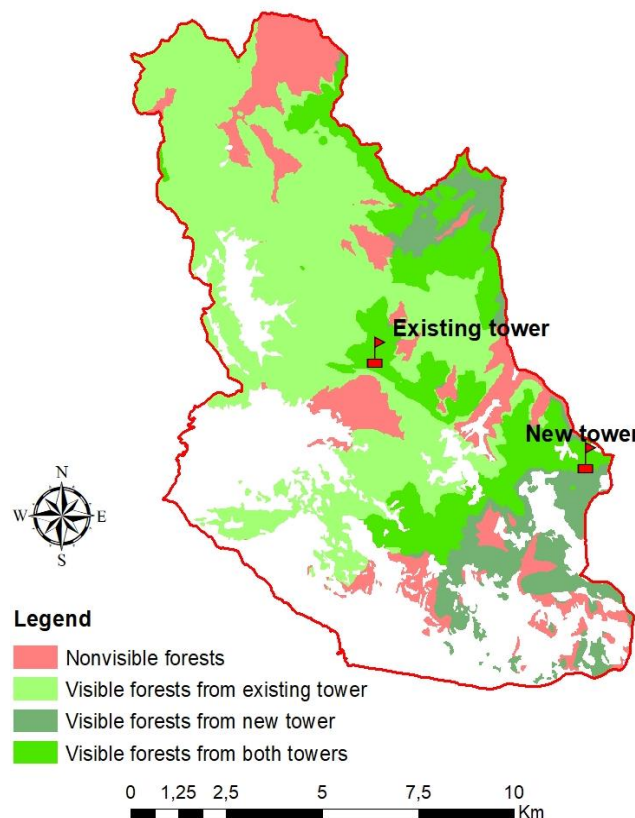 Existing tower
New tower
N
W
E
S
Legend
Nonvisible forests
Visible forests from existing tower
Visible forests from new tower
Visible forests from both towers
0 1,25 2,5 5 7,5 10
Km